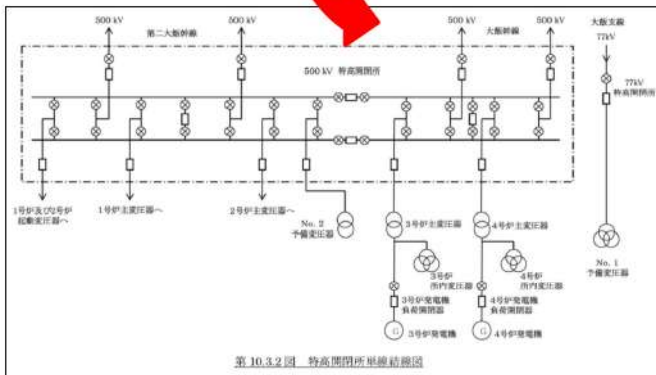 500 kV
第二大飯幹線
500 kV
500 kV
大飯幹線
500 kV
大飯支線
77kV
500 kV 特高開閉所
77kV
特高開閉所
1号炉及び2号炉
起動変圧器へ
1号炉主変圧器へ
2号炉主変圧器へ
No. 2
予備変圧器
3号炉主変圧器
4号炉主変圧器
3号炉
所内変圧器
4号炉
所内変圧器
No. 1
予備変圧器
3号炉発電機
負荷開閉器
4号炉発電機
負荷開閉器
G
3号炉発電機
G
4号炉発電機
第 10.3.2 図 特高開閉所単線結線図